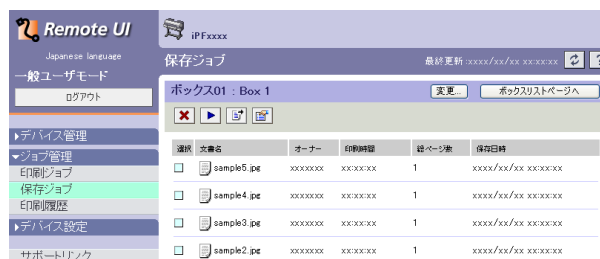 Remote UI
Japanese language
一般ユーザモード
ログアウト
▶デバイス管理
▼ジョブ管理
印刷ジョブ
保存ジョブ
印刷履歴
▶デバイス設定
サポートリンク
iPFxxxx
保存ジョブ
最終更新:xxxx/xx/xx xx:xx:xx
?
ボックス01 : Box 1
変更...
ボックスリストページへ
選択 文書名 オーナー 印刷時間 総ページ数 保存日時
sample5.jpg xxxxxxx xx:xx:xx 1 xxxx/xx/xx xx:xx:xx
sample4.jpg xxxxxxx xx:xx:xx 1 xxxx/xx/xx xx:xx:xx
sample3.jpg xxxxxxx xx:xx:xx 1 xxxx/xx/xx xx:xx:xx
sample2.jpg xxxxxxx xx:xx:xx 1 xxxx/xx/xx xx:xx:xx